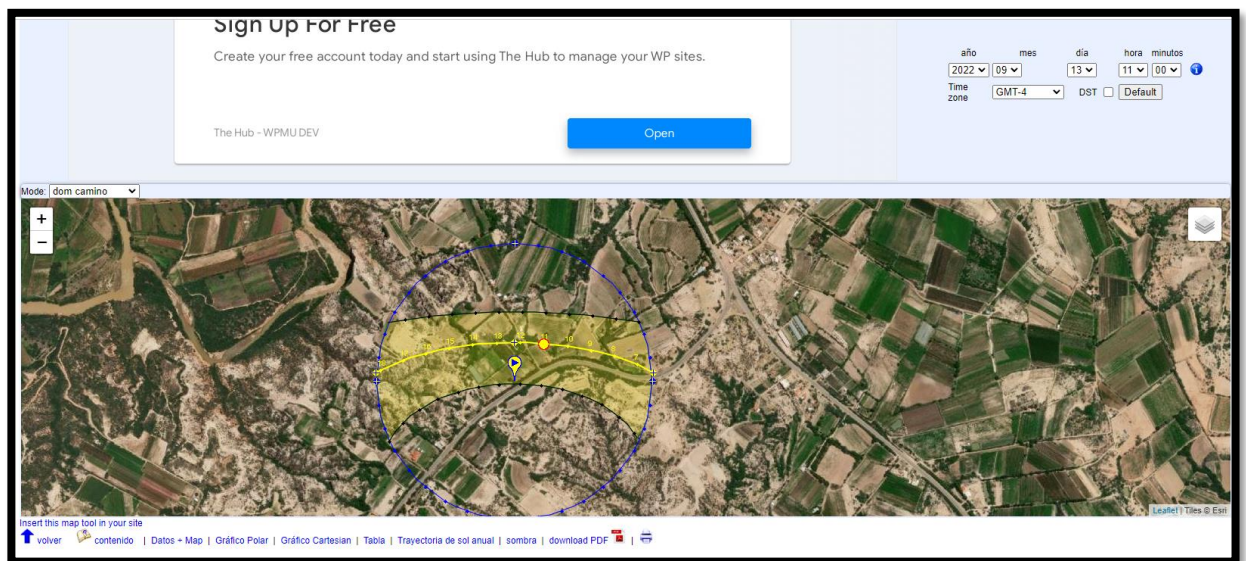 Sign Up For Free
Create your free account today and start using The Hub to manage your WP sites.
The Hub - WPMU DEV
Open
año mes día hora minutos
2022 09 13 11 00
Time zone GMT-4 DST Default
Mode: dom camino
+
−
15 10 9
Leaflet | Tiles © Esri
Insert this map tool in your site
volver contenido | Datos + Map | Gráfico Polar | Gráfico Cartesian | Tabla | Trayectoria de sol anual | sombra | download PDF |